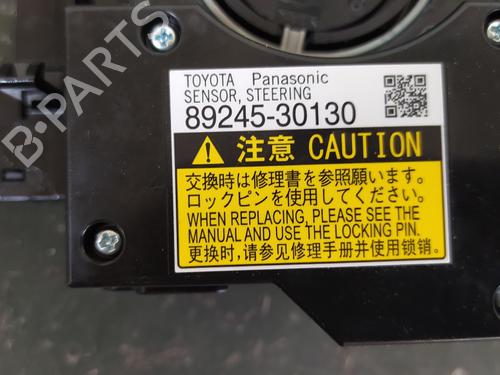 B-PARTS
TOYOTA Panasonic
SENSOR, STEERING
89245-30130
注意 CAUTION
交換時は修理書を参照願います。
ロックピンを使用してください。
WHEN REPLACING, PLEASE SEE THE
MANUAL AND USE THE LOCKING PIN.
更换时,请参见修理手册并使用锁销。